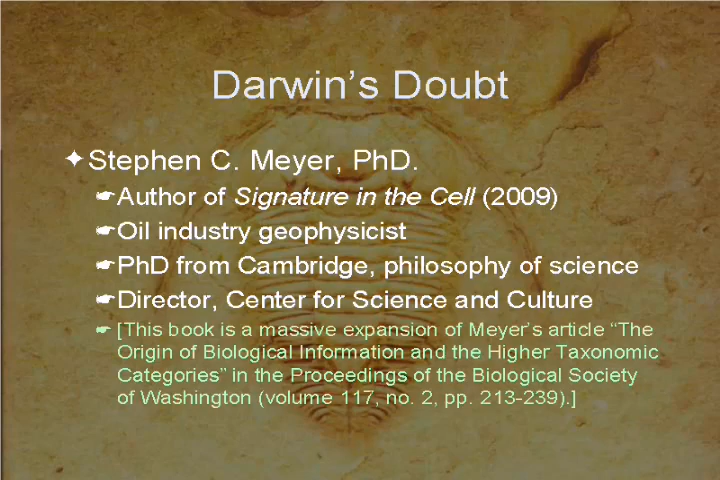 Darwin's Doubt
✦Stephen C. Meyer, PhD.
☛Author of Signature in the Cell (2009)
☛Oil industry geophysicist
☛PhD from Cambridge, philosophy of science
☛Director, Center for Science and Culture
☛[This book is a massive expansion of Meyer's article “The
Origin of Biological Information and the Higher Taxonomic
Categories” in the Proceedings of the Biological Society
of Washington (volume 117, no. 2, pp. 213-239).]